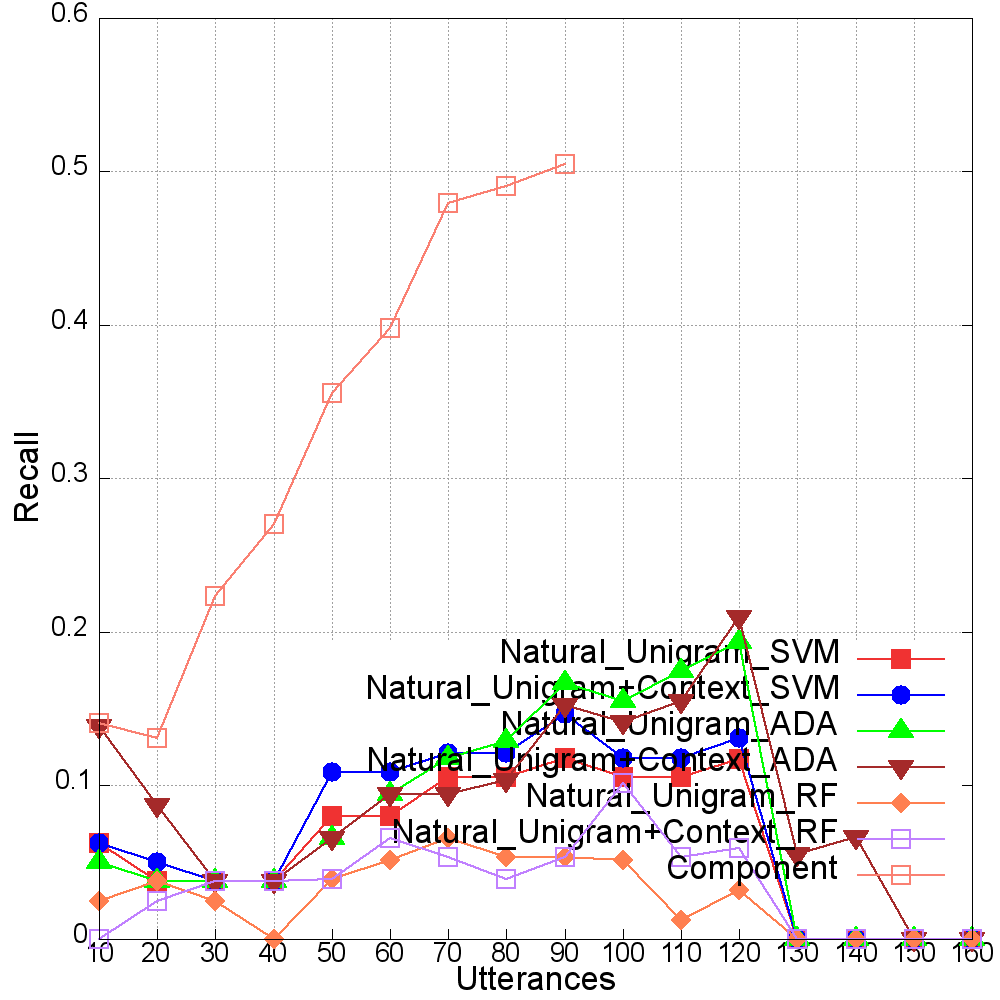 0.6
0.5
0.4
0.3
0.2
0.1
0
Recall
Natural_Unigram_SVM
Natural_Unigram+Context_SVM
Natural_Unigram_ADA
Natural_Unigram+Context_ADA
Natural_Unigram_RF
Natural_Unigram+Context_RF
Component
10 20 30 40 50 60 70 80 90 100 110 120 130 140 150 160
Utterances